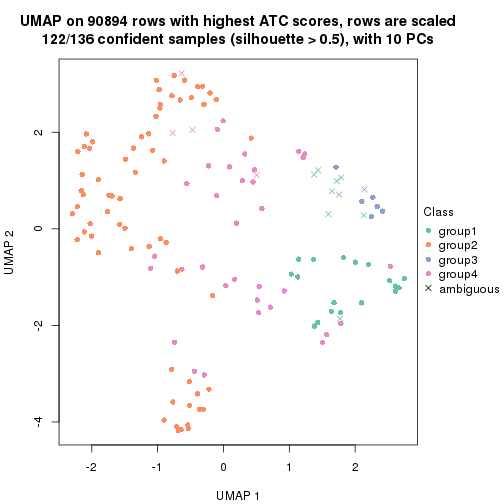 UMAP on 90894 rows with highest ATC scores, rows are scaled
122/136 confident samples (silhouette > 0.5), with 10 PCs
2
0
-2
-4
UMAP 2
-2
-1
0
1
2
UMAP 1
Class
group1
group2
group3
group4
ambiguous